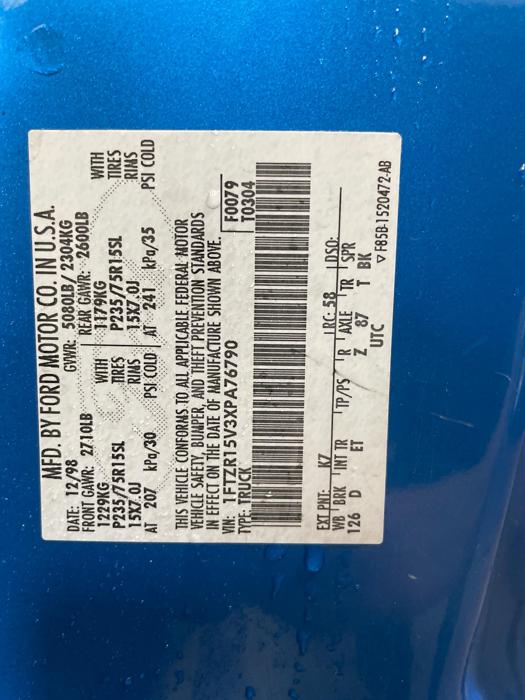 MFD. BY FORD MOTOR CO. IN U.S.A.
DATE: 12/98 GVWR: 5080LB/ 2304KG
FRONT GAWR: 2710LB REAR GAWR: 2600LB
1229KG WITH 1179KG WITH
P235/75R15SL TIRES P235/75R15SL TIRES
15X7.0J RIMS 15X7.0J RIMS
AT 207 kPa/30 PSI COLD AT 241 kPa/35 PSI COLD
THIS VEHICLE CONFORMS TO ALL APPLICABLE FEDERAL MOTOR
VEHICLE SAFETY, BUMPER, AND THEFT PREVENTION STANDARDS
IN EFFECT ON THE DATE OF MANUFACTURE SHOWN ABOVE.
VIN: 1FTZR15V3XPA76790 F0079
TYPE: TRUCK T0304
EXT PNT: K7 RC: 58 DSO:
WB BRK INT TR TP/PS R AXLE TR SPR
126 D ET Z 87 T BK
UTC
▽ F85B-1520472-AB